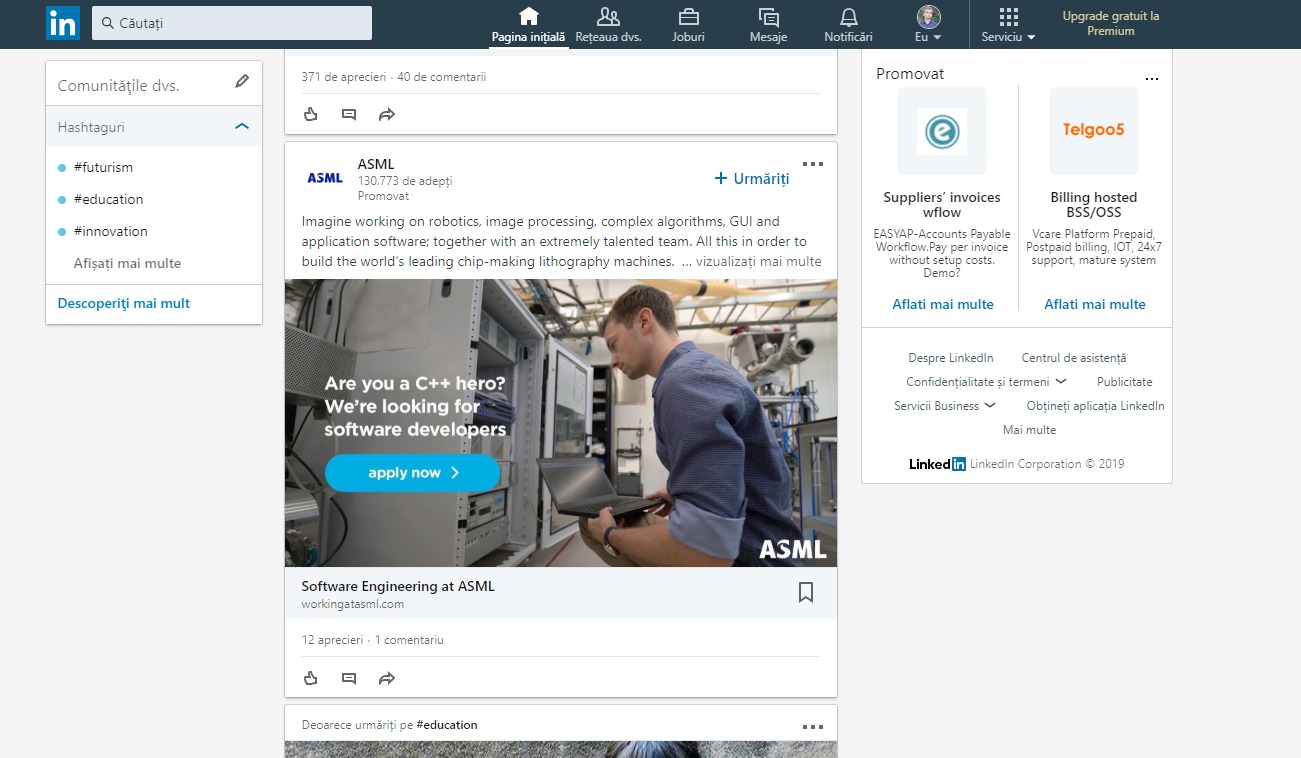 in
Căutați
Pagina inițială
Rețeaua dvs.
Joburi
Mesaje
Notificări
Eu
Serviciu
Upgrade gratuit la
Premium
Comunităţile dvs.
Hashtaguri
#futurism
#education
#innovation
Afișați mai multe
Descoperiţi mai mult
371 de aprecieri · 40 de comentarii
ASML
ASML
130.773 de adepți
Promovat
+ Urmăriți
Imagine working on robotics, image processing, complex algorithms, GUI and
application software; together with an extremely talented team. All this in order to
build the world's leading chip-making lithography machines. ... vizualizați mai multe
Are you a C++ hero?
We're looking for
software developers
apply now >
ASML
Software Engineering at ASML
workingatasml.com
12 aprecieri · 1 comentariu
Deoarece urmăriți pe #education
Promovat
...
e
Suppliers' invoices
wflow
EASYAP-Accounts Payable
Workflow.Pay per invoice
without setup costs.
Demo?
Aflati mai multe
Telgoo5
Billing hosted
BSS/OSS
Vcare Platform Prepaid,
Postpaid billing, IOT, 24x7
support, mature system
Aflati mai multe
Despre LinkedIn Centrul de asistență
Confidențialitate și termeni Publicitate
Servicii Business Obțineți aplicația LinkedIn
Mai multe
Linked in LinkedIn Corporation © 2019